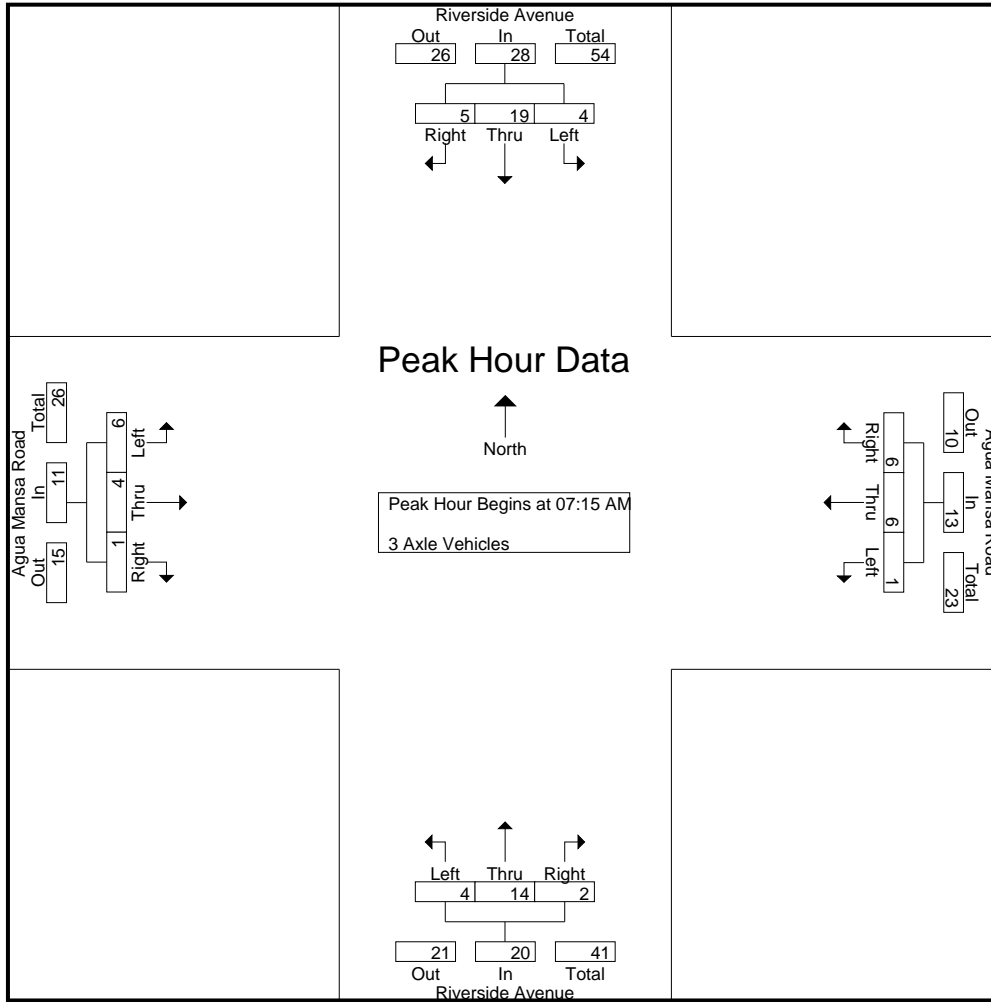 Riverside Avenue
Out In Total
26 28 54
5 19 4
Right Thru Left
Peak Hour Data
North
Peak Hour Begins at 07:15 AM
3 Axle Vehicles
Agua Mansa Road
Out In Total
15 11 26
Left Thru Right
6 4 1
Agua Mansa Road
Out In Total
10 13 23
Right Thru Left
6 6 1
Left Thru Right
4 14 2
21 20 41
Out In Total
Riverside Avenue